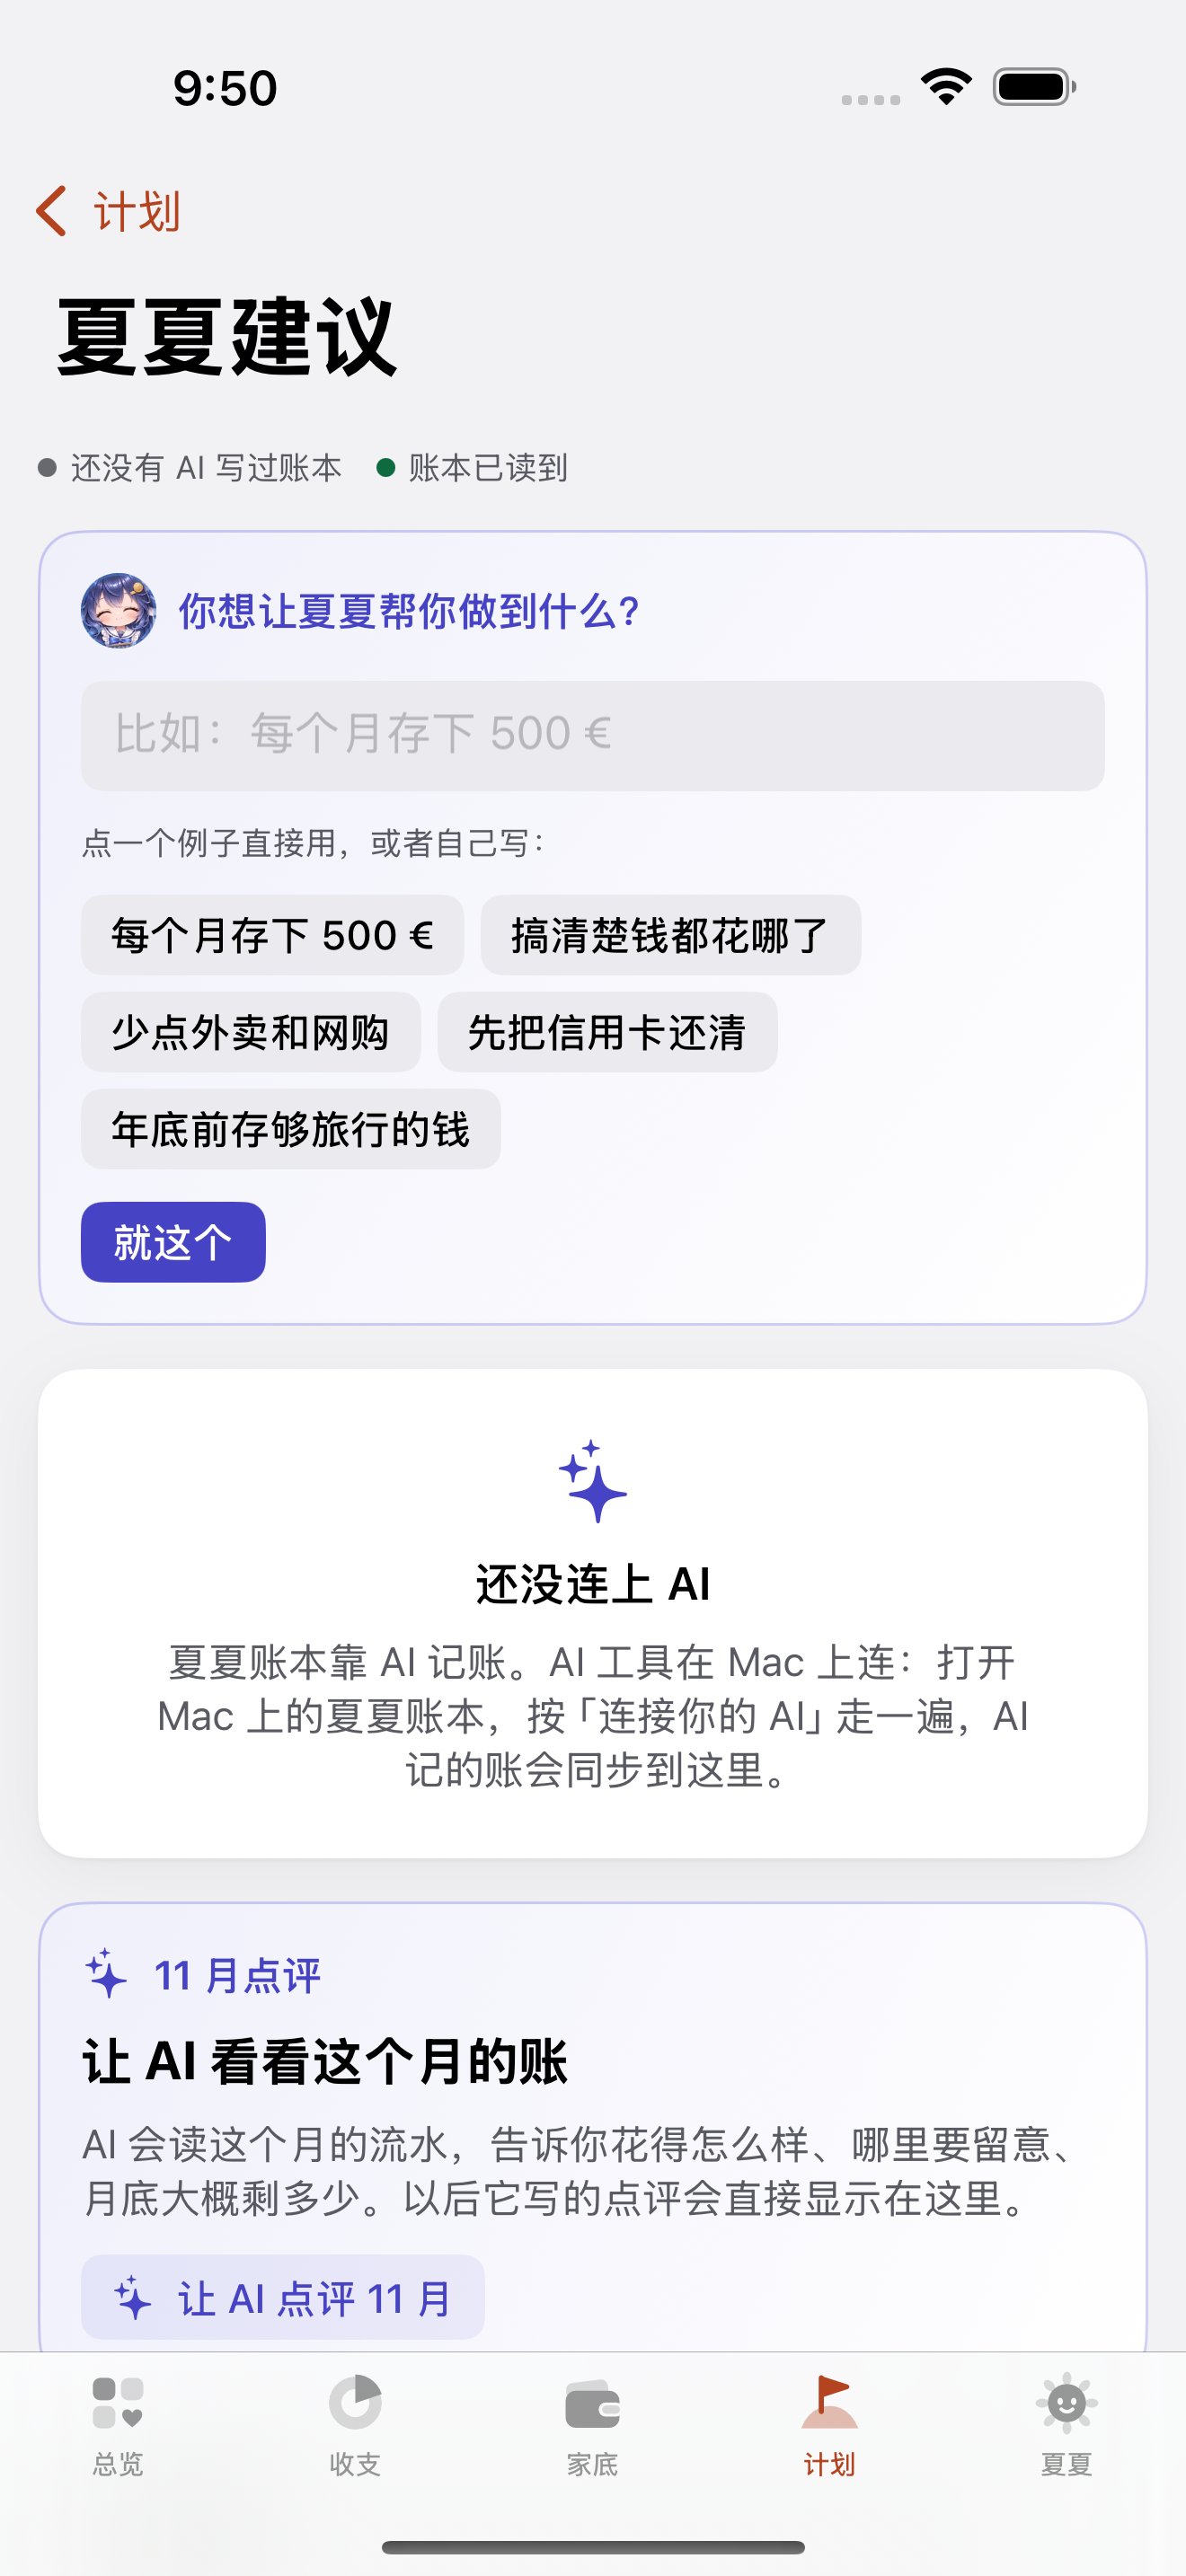 9:50
计划
夏夏建议
还没有 AI 写过账本 账本已读到
你想让夏夏帮你做到什么?
比如：每个月存下 500 €
点一个例子直接用，或者自己写：
每个月存下 500 € 搞清楚钱都花哪了
少点外卖和网购 先把信用卡还清
年底前存够旅行的钱
就这个
还没连上 AI
夏夏账本靠 AI 记账。AI 工具在 Mac 上连：打开
Mac 上的夏夏账本，按「连接你的 AI」走一遍，AI
记的账会同步到这里。
11 月点评
让 AI 看看这个月的账
AI 会读这个月的流水，告诉你花得怎么样、哪里要留意、
月底大概剩多少。以后它写的点评会直接显示在这里。
让 AI 点评 11 月
总览 收支 家底 计划 夏夏